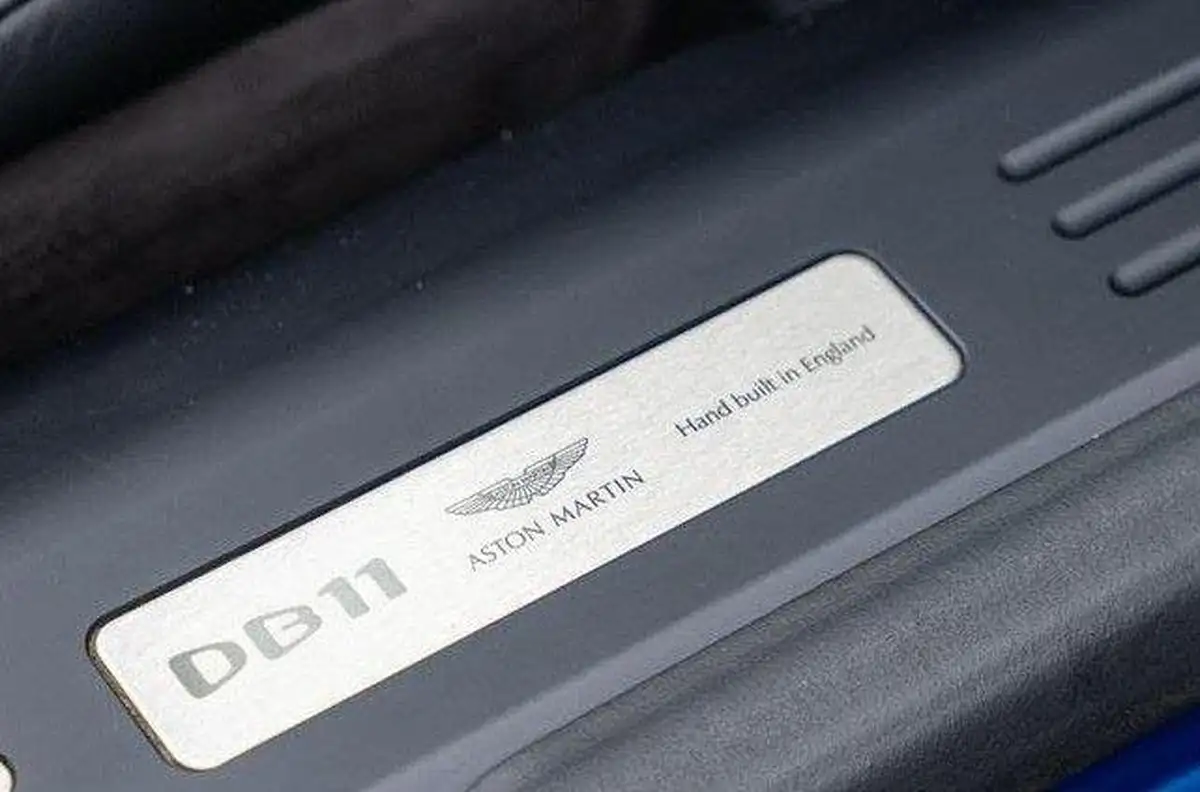 DB11
ASTON MARTIN
Hand built in England